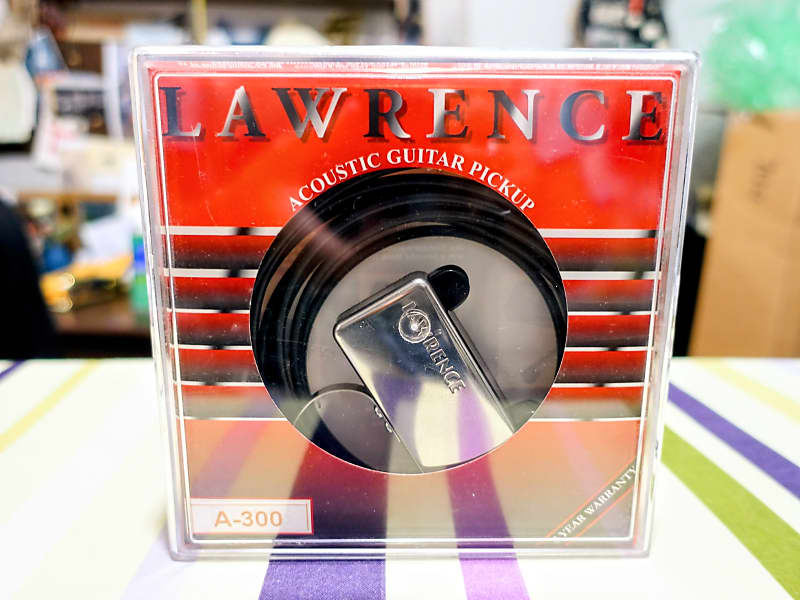 LAWRENCE
ACOUSTIC GUITAR PICKUP
LAWRENCE
A-300
YEAR WARRANTY